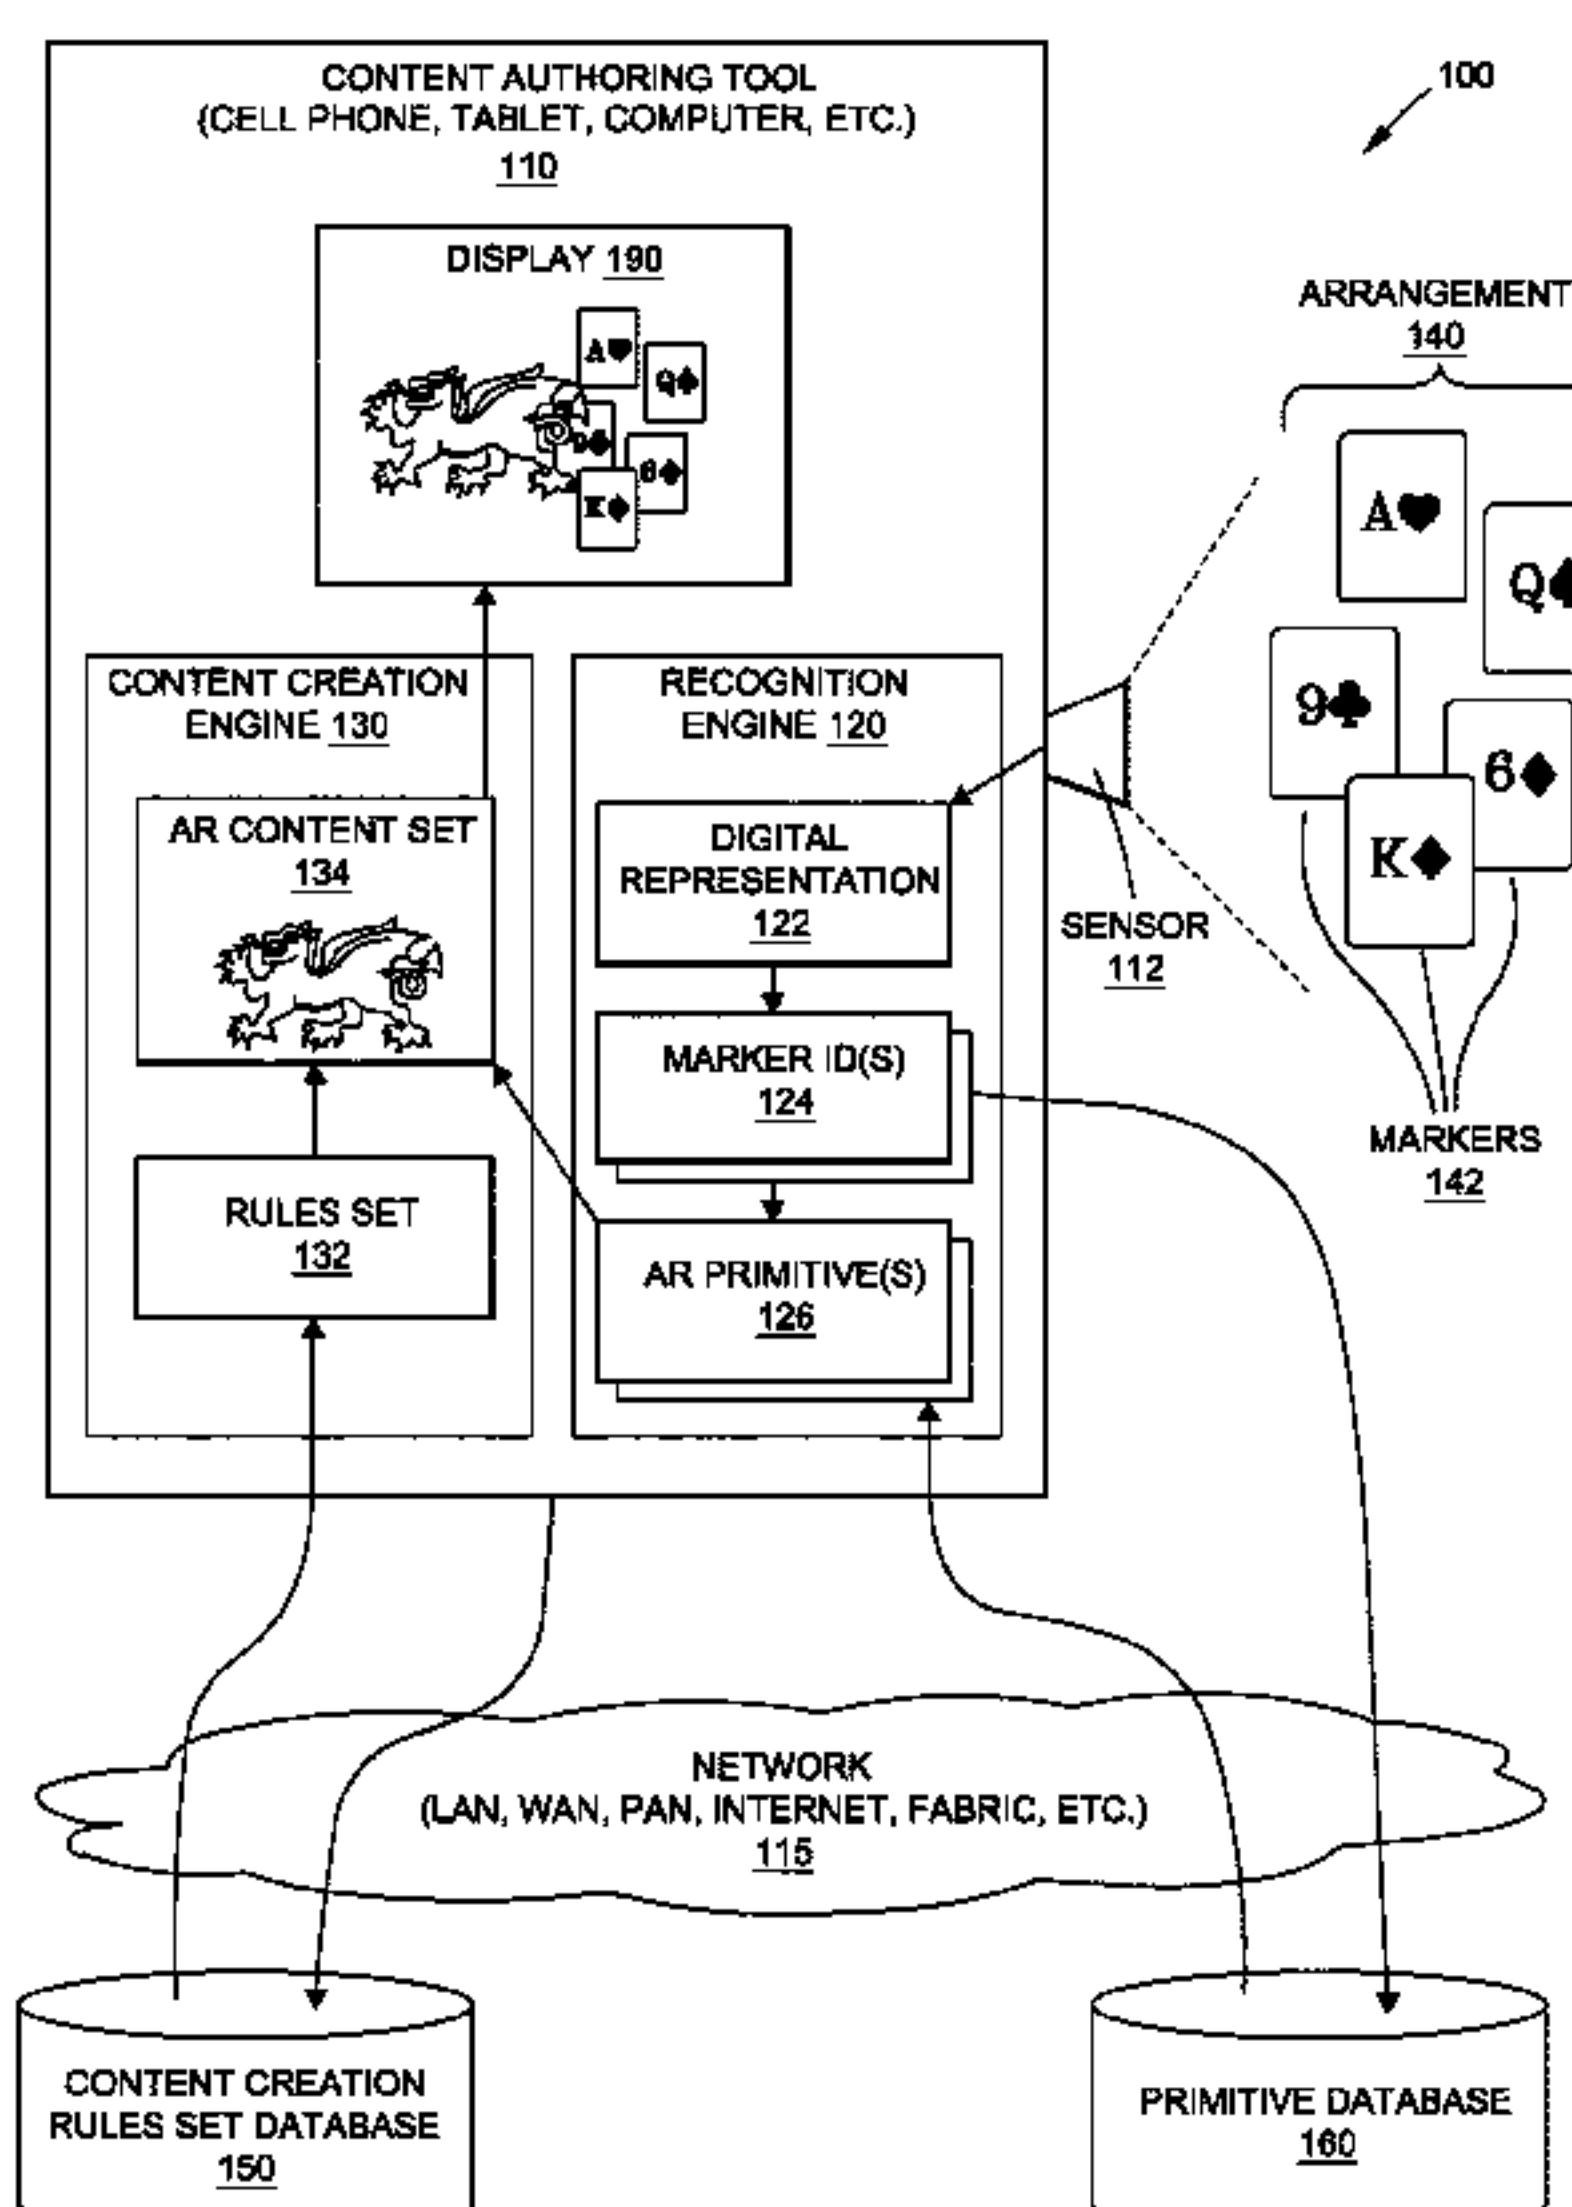 CONTENT AUTHORING TOOL
(CELL PHONE, TABLET, COMPUTER, ETC.)
110
100
DISPLAY 190
A♥
Q♠
9♣
6♦
K♦
ARRANGEMENT
140
A♥
Q♠
9♣
6♦
K♦
CONTENT CREATION
ENGINE 130
RECOGNITION
ENGINE 120
AR CONTENT SET
134
DIGITAL
REPRESENTATION
122
SENSOR
112
MARKER ID(S)
124
MARKERS
142
RULES SET
132
AR PRIMITIVE(S)
126
NETWORK
(LAN, WAN, PAN, INTERNET, FABRIC, ETC.)
115
CONTENT CREATION
RULES SET DATABASE
150
PRIMITIVE DATABASE
160